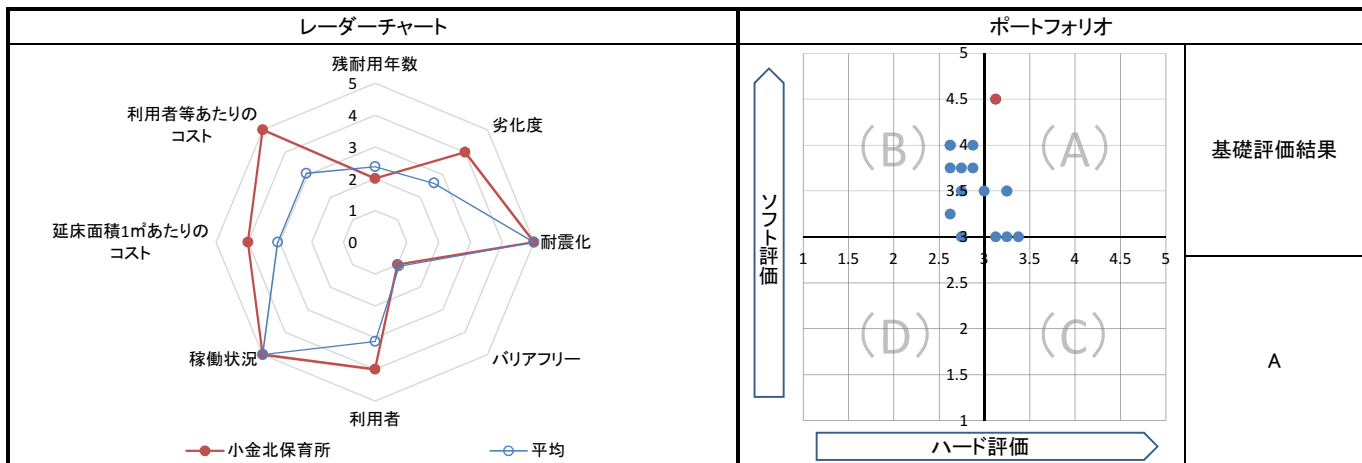 レーダーチャート
ポートフォリオ
残耐用年数
劣化度
耐震化
バリアフリー
利用者
稼働状況
延床面積1㎡あたりの
コスト
利用者等あたりの
コスト
5
4
3
2
1
0
小金北保育所
平均
ソフト評価
5
4.5
4
3.5
3
2.5
2
1.5
1
1 1.5 2 2.5 3 3.5 4 4.5 5
(B)
(A)
(D)
(C)
ハード評価
基礎評価結果
A